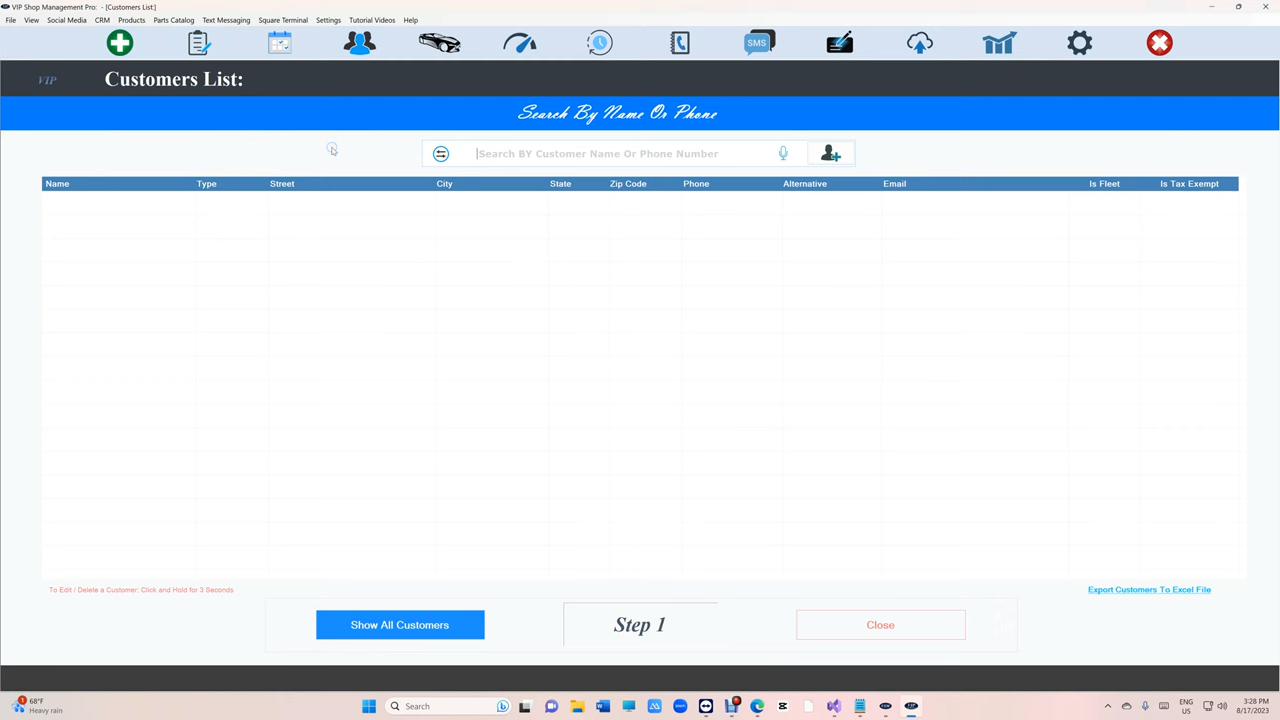 VIP Shop Management Pro: - [Customers List:]
File View Social Media CRM Products Parts Catalog Text Messaging Square Terminal Settings Tutorial Videos Help
SMS
VIP Customers List:
Search By Name Or Phone
Search BY Customer Name Or Phone Number
Name Type Street City State Zip Code Phone Alternative Email Is Fleet Is Tax Exempt
To Edit / Delete a Customer: Click and Hold for 3 Seconds
Export Customers To Excel File
Show All Customers
Step 1
Close
1
68°F
Heavy rain
Search
ENG
US
3:28 PM
8/17/2023